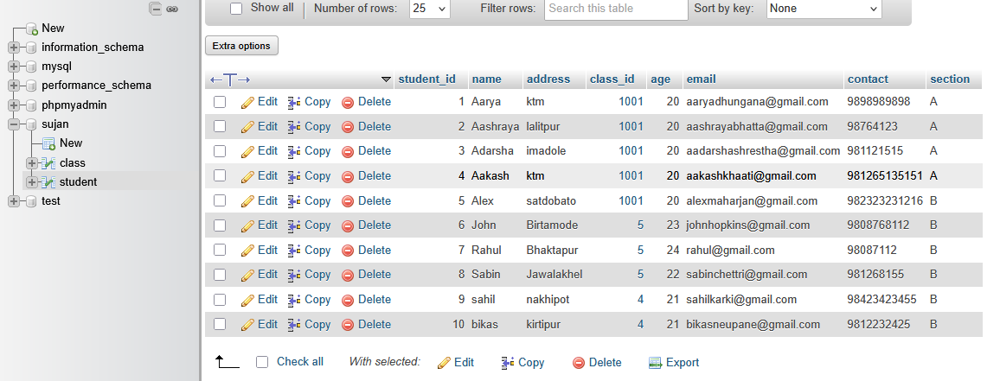 Show all Number of rows: 25 Filter rows: Search this table Sort by key: None
Extra options
New
information_schema
mysql
performance_schema
phpmyadmin
sujan
New
class
student
test
student_id name address class_id age email contact section
Edit Copy Delete 1 Aarya ktm 1001 20 aaryadhungana@gmail.com 9898989898 A
Edit Copy Delete 2 Aashraya lalitpur 1001 20 aashrayabhatta@gmail.com 98764123 A
Edit Copy Delete 3 Adarsha imadole 1001 20 aadarshashrestha@gmail.com 981121515 A
Edit Copy Delete 4 Aakash ktm 1001 20 aakashkhaati@gmail.com 981265135151 A
Edit Copy Delete 5 Alex satdobato 1001 20 alexmaharjan@gmail.com 982323231216 B
Edit Copy Delete 6 John Birtamode 5 23 johnhopkins@gmail.com 9808768112 B
Edit Copy Delete 7 Rahul Bhaktapur 5 24 rahul@gmail.com 98087112 B
Edit Copy Delete 8 Sabin Jawalakhel 5 22 sabinchettri@gmail.com 981268155 B
Edit Copy Delete 9 sahil nakhipot 4 21 sahilkarki@gmail.com 98423423455 B
Edit Copy Delete 10 bikas kirtipur 4 21 bikasneupane@gmail.com 9812232425 B
Check all With selected: Edit Copy Delete Export